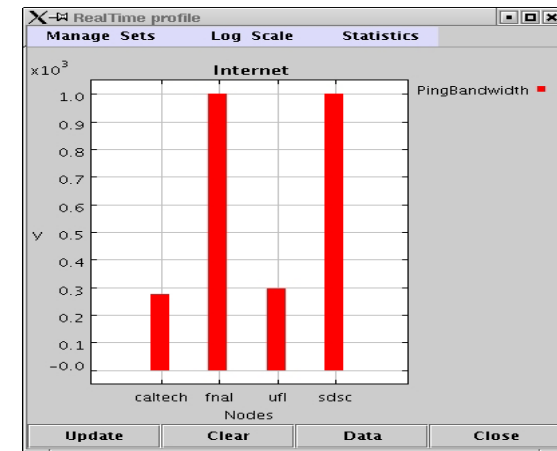 RealTime profile
Manage Sets Log Scale Statistics
x10³
Internet
PingBandwidth
1.0
0.9
0.8
0.7
0.6
y 0.5
0.4
0.3
0.2
0.1
-0.0
caltech fnal ufl sdsc
Nodes
Update Clear Data Close